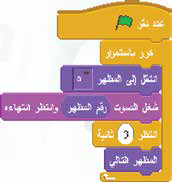 عند نقر
كرر باستمرار
انتقل إلى المظهر a
شغل الصوت رقم المظهر وانتظر انتهاءه
انتظر 3 ثانية
المظهر التالي